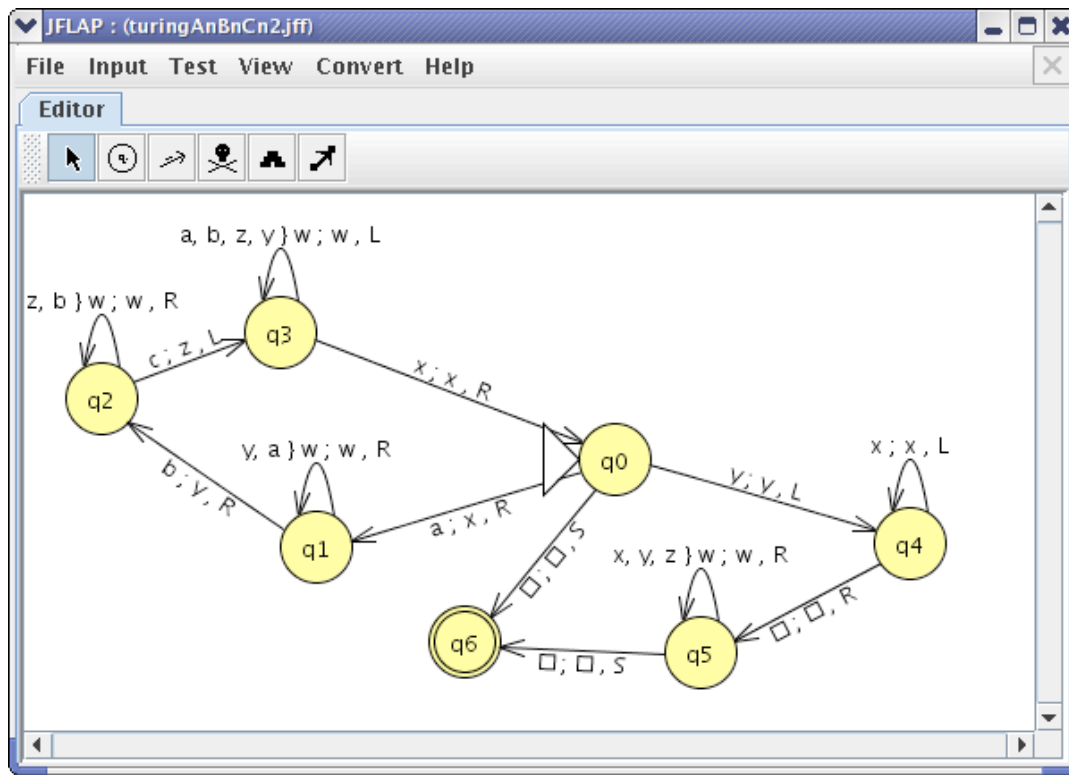 JFLAP : (turingAnBnCn2.jff)
File Input Test View Convert Help
Editor
a, b, z, y } w ; w , L
z, b } w ; w , R
q3
c ; z , L
q2
x ; x , R
y, a } w ; w , R
x ; x , L
q0
y ; y , L
b ; y , R
a ; x , R
q1
q4
□ ; □ , S
x, y, z } w ; w , R
□ ; □ , R
q6
q5
□ ; □ , S